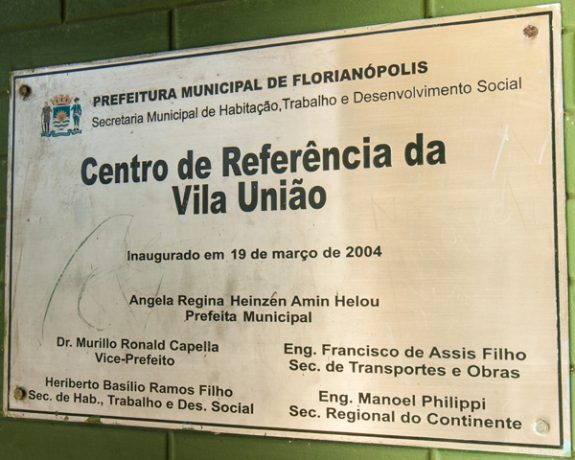 PREFEITURA MUNICIPAL DE FLORIANÓPOLIS
Secretaria Municipal de Habitação,Trabalho e Desenvolvimento Social
Centro de Referência da
Vila União
Inaugurado em 19 de março de 2004
Angela Regina Heinzen Amin Helou
Prefeita Municipal
Dr. Murillo Ronald Capella
Vice-Prefeito
Eng. Francisco de Assis Filho
Sec. de Transportes e Obras
Heriberto Basílio Ramos Filho
Sec. de Hab., Trabalho e Des. Social
Eng. Manoel Philippi
Sec. Regional do Continente